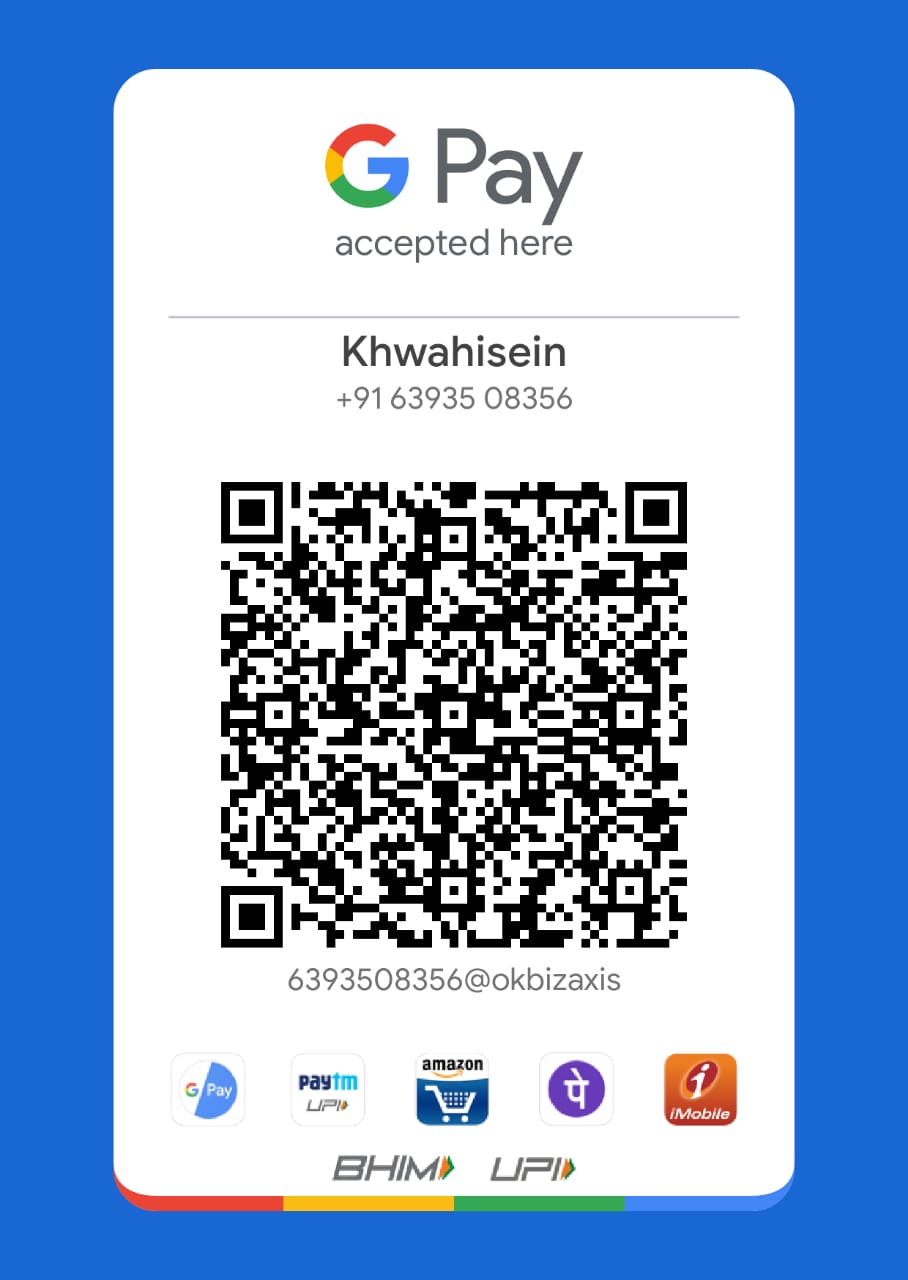 G Pay
accepted here
Khwahisein
+91 63935 08356
6393508356@okbizaxis
G Pay
paytm
UPI
amazon
पे
iMobile
BHIM UPI